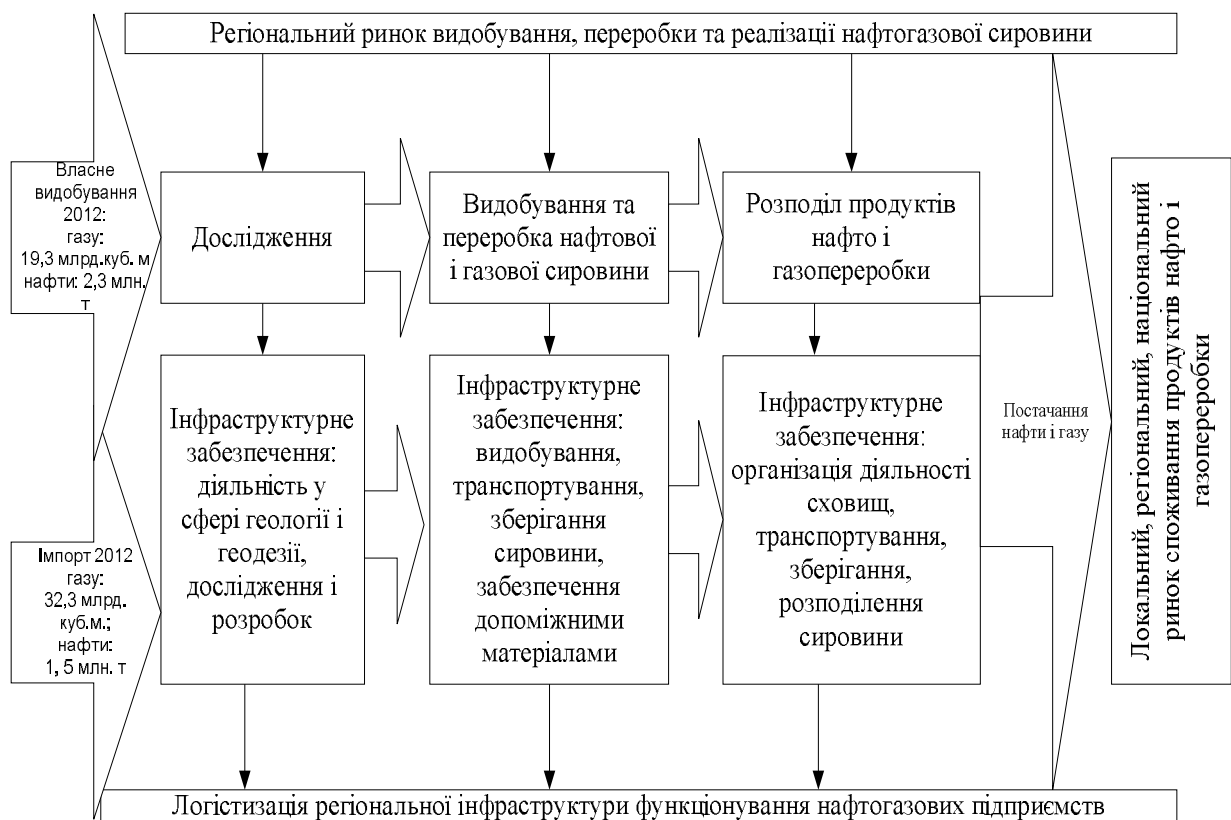 Регіональний ринок видобування, переробки та реалізації нафтогазової сировини
Власне
видобування
2012:
газу:
19,3 млрд.куб. м
нафти: 2,3 млн.
т
Дослідження
Видобування та
переробка нафтової
і газової сировини
Розподіл продуктів
нафто і
газопереробки
Імпорт 2012
газу:
32,3 млрд.
куб.м.;
нафти:
1, 5 млн. т
Інфраструктурне
забезпечення:
діяльність у
сфері геології і
геодезії,
дослідження і
розробок
Інфраструктурне
забезпечення:
видобування,
транспортування,
зберігання
сировини,
забезпечення
допоміжними
матеріалами
Інфраструктурне
забезпечення:
організація діяльності
сховищ,
транспортування,
зберігання,
розподілення
сировини
Постачання
нафти і газу
Локальний, регіональний, національний
ринок споживання продуктів нафто і
газопереробки
Логістизація регіональної інфраструктури функціонування нафтогазових підприємств